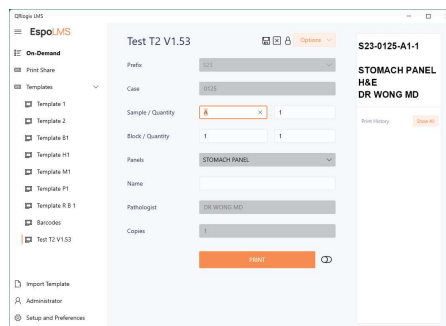 QRlogix LMS
EspoLMS
On-Demand
Print Share
Templates
Template 1
Template 2
Template B1
Template H1
Template M1
Template P1
Template R B 1
Barcodes
Test T2 V1.53
Import Template
Administrator
Setup and Preferences
Test T2 V1.53
Options
Prefix
S23
Case
0125
Sample / Quantity
A
1
Block / Quantity
1
1
Panels
STOMACH PANEL
Name
Pathologist
DR WONG MD
Copies
1
PRINT
S23-0125-A1-1
STOMACH PANEL
H&E
DR WONG MD
Print History
Show All